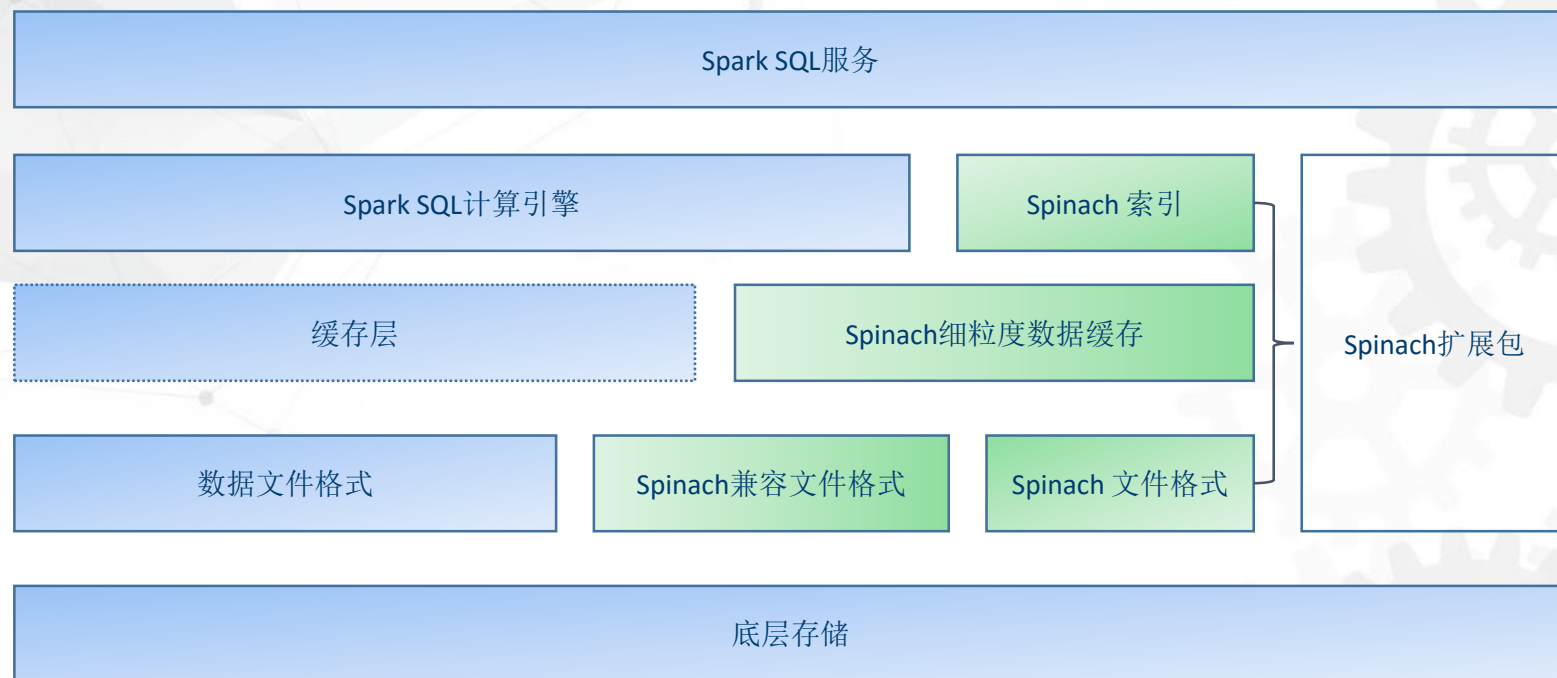 Spark SQL服务
Spark SQL计算引擎
Spinach 索引
缓存层
Spinach细粒度数据缓存
Spinach扩展包
数据文件格式
Spinach兼容文件格式
Spinach 文件格式
底层存储